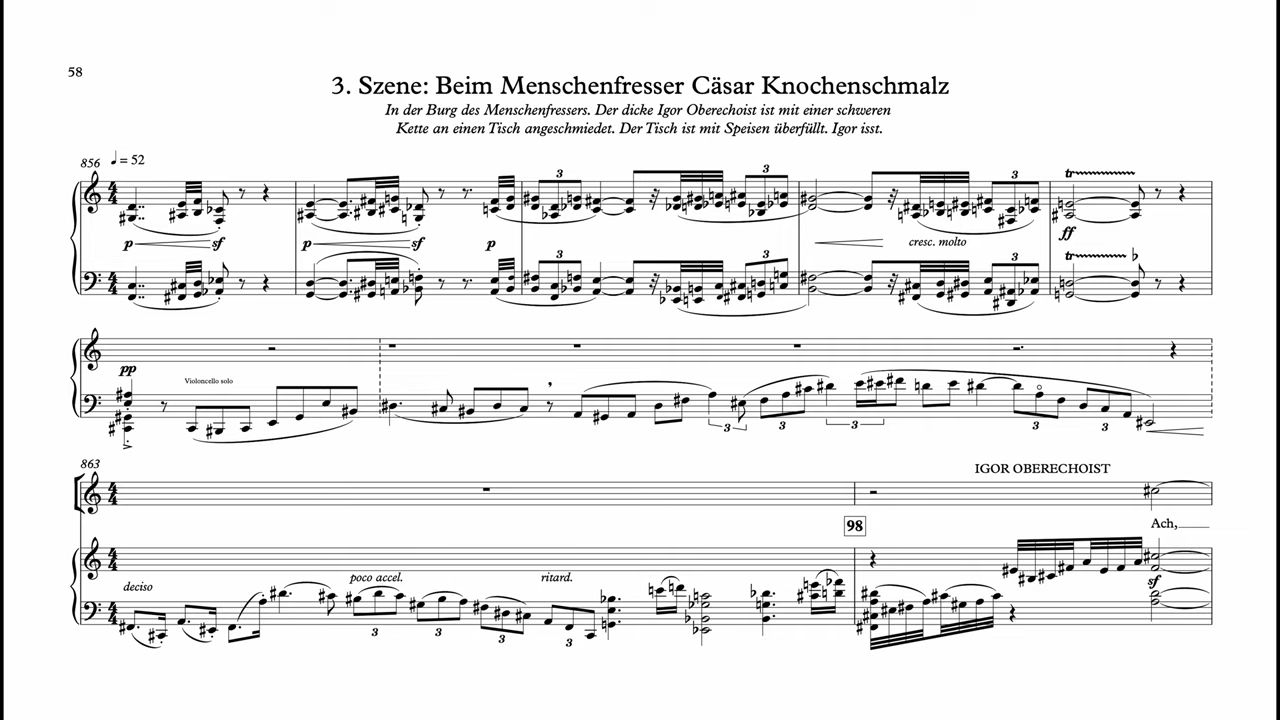 58
3. Szene: Beim Menschenfresser Cäsar Knochenschmalz
In der Burg des Menschenfressers. Der dicke Igor Oberechoist ist mit einer schweren
Kette an einen Tisch angeschmiedet. Der Tisch ist mit Speisen überfüllt. Igor isst.
856 ♩ = 52
3 3 3
p sf p sf p cresc. molto ff
3 3 3
pp
Violoncello solo
3 3 3 3
863
IGOR OBERECHOIST
98
Ach,
deciso poco accel. ritard. sf
3 3 3 3